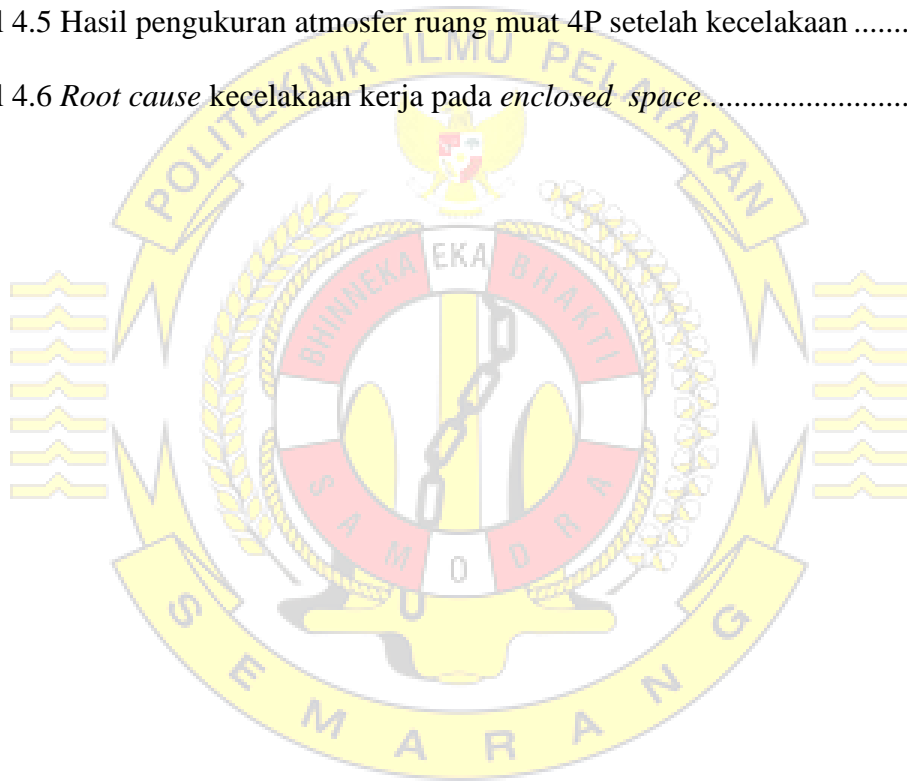 l 4.5 Hasil pengukuran atmosfer ruang muat 4P setelah kecelakaan .......
l 4.6 Root cause kecelakaan kerja pada enclosed space.........................
POLITEKNIK ILMU PELAYARAN
BHINNEKA EKA BHAKTI
SAMODRA
SEMARANG